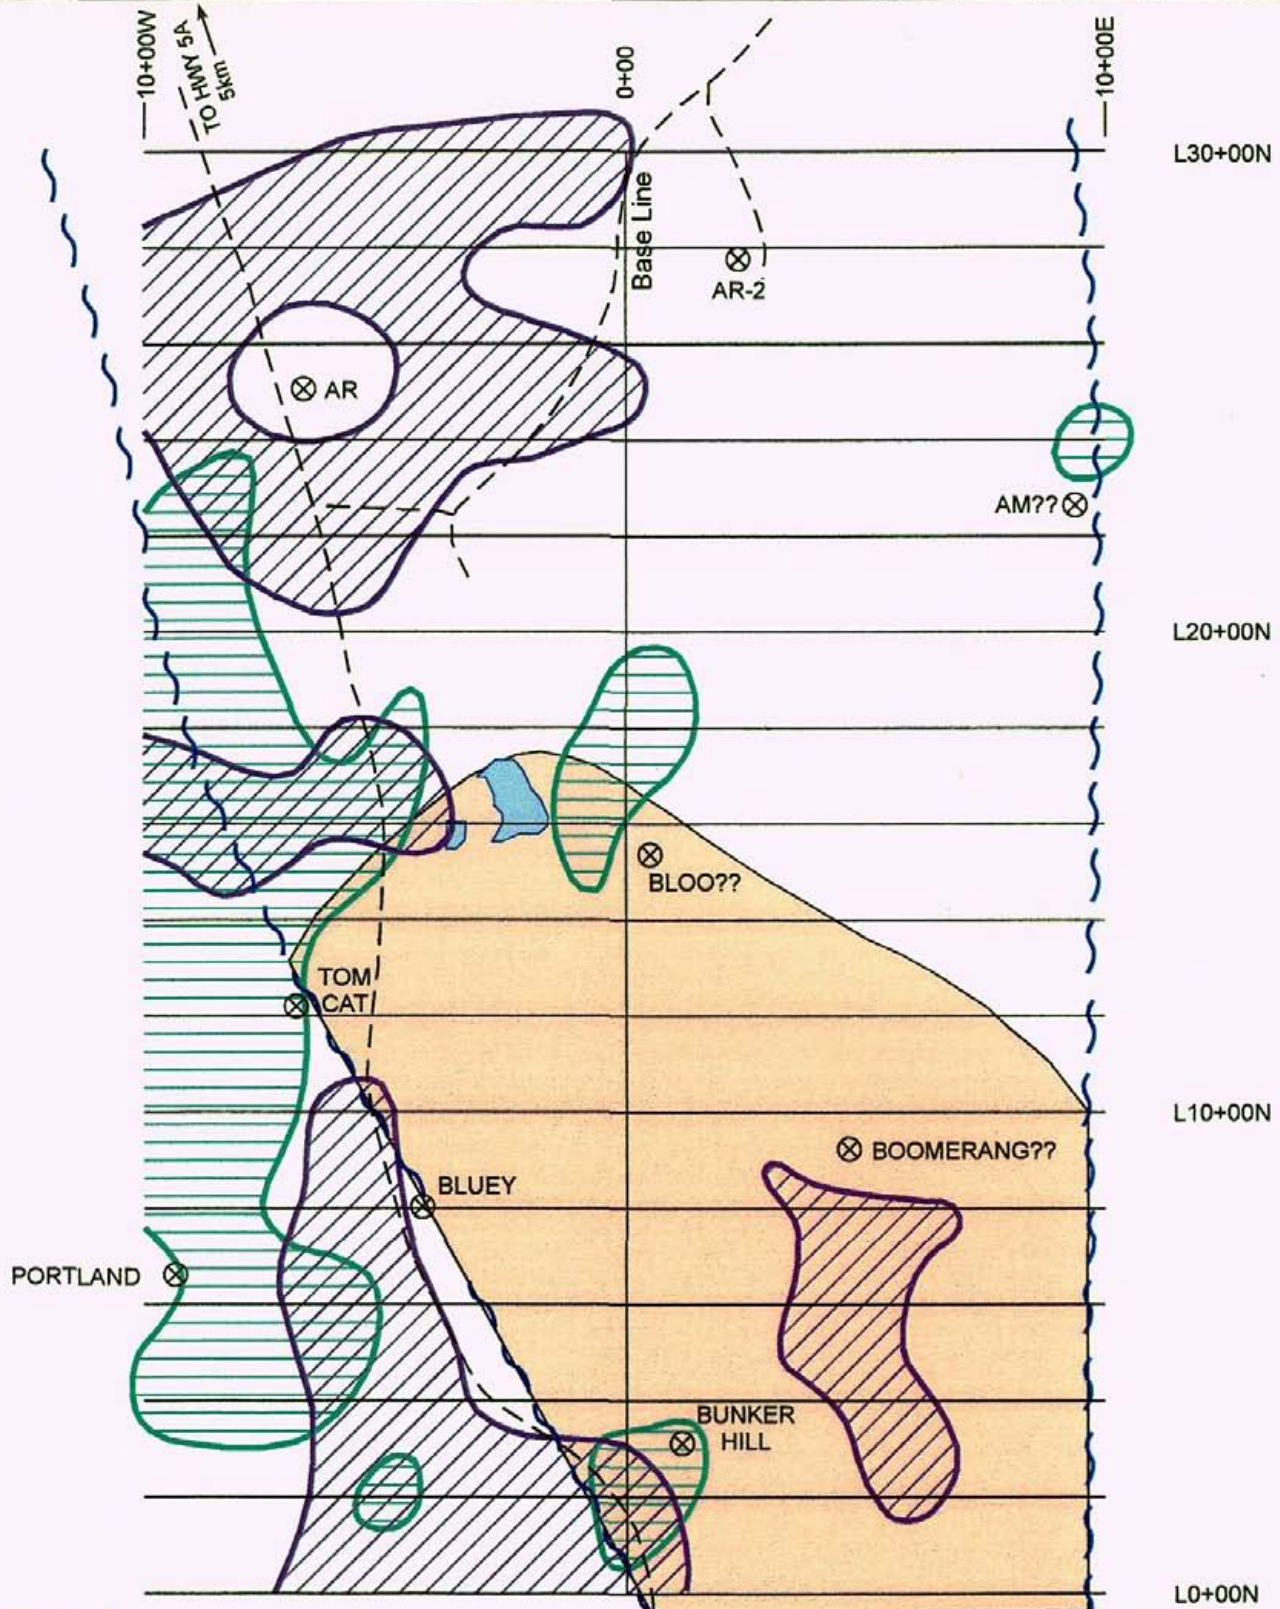 10+00W
TO HWY 5A
5km
0+00
10+00E
L30+00N
Base Line
AR-2
AR
AM??
L20+00N
BLOO??
TOM
CAT
L10+00N
BOOMERANG??
BLUEY
PORTLAND
BUNKER
HILL
L0+00N